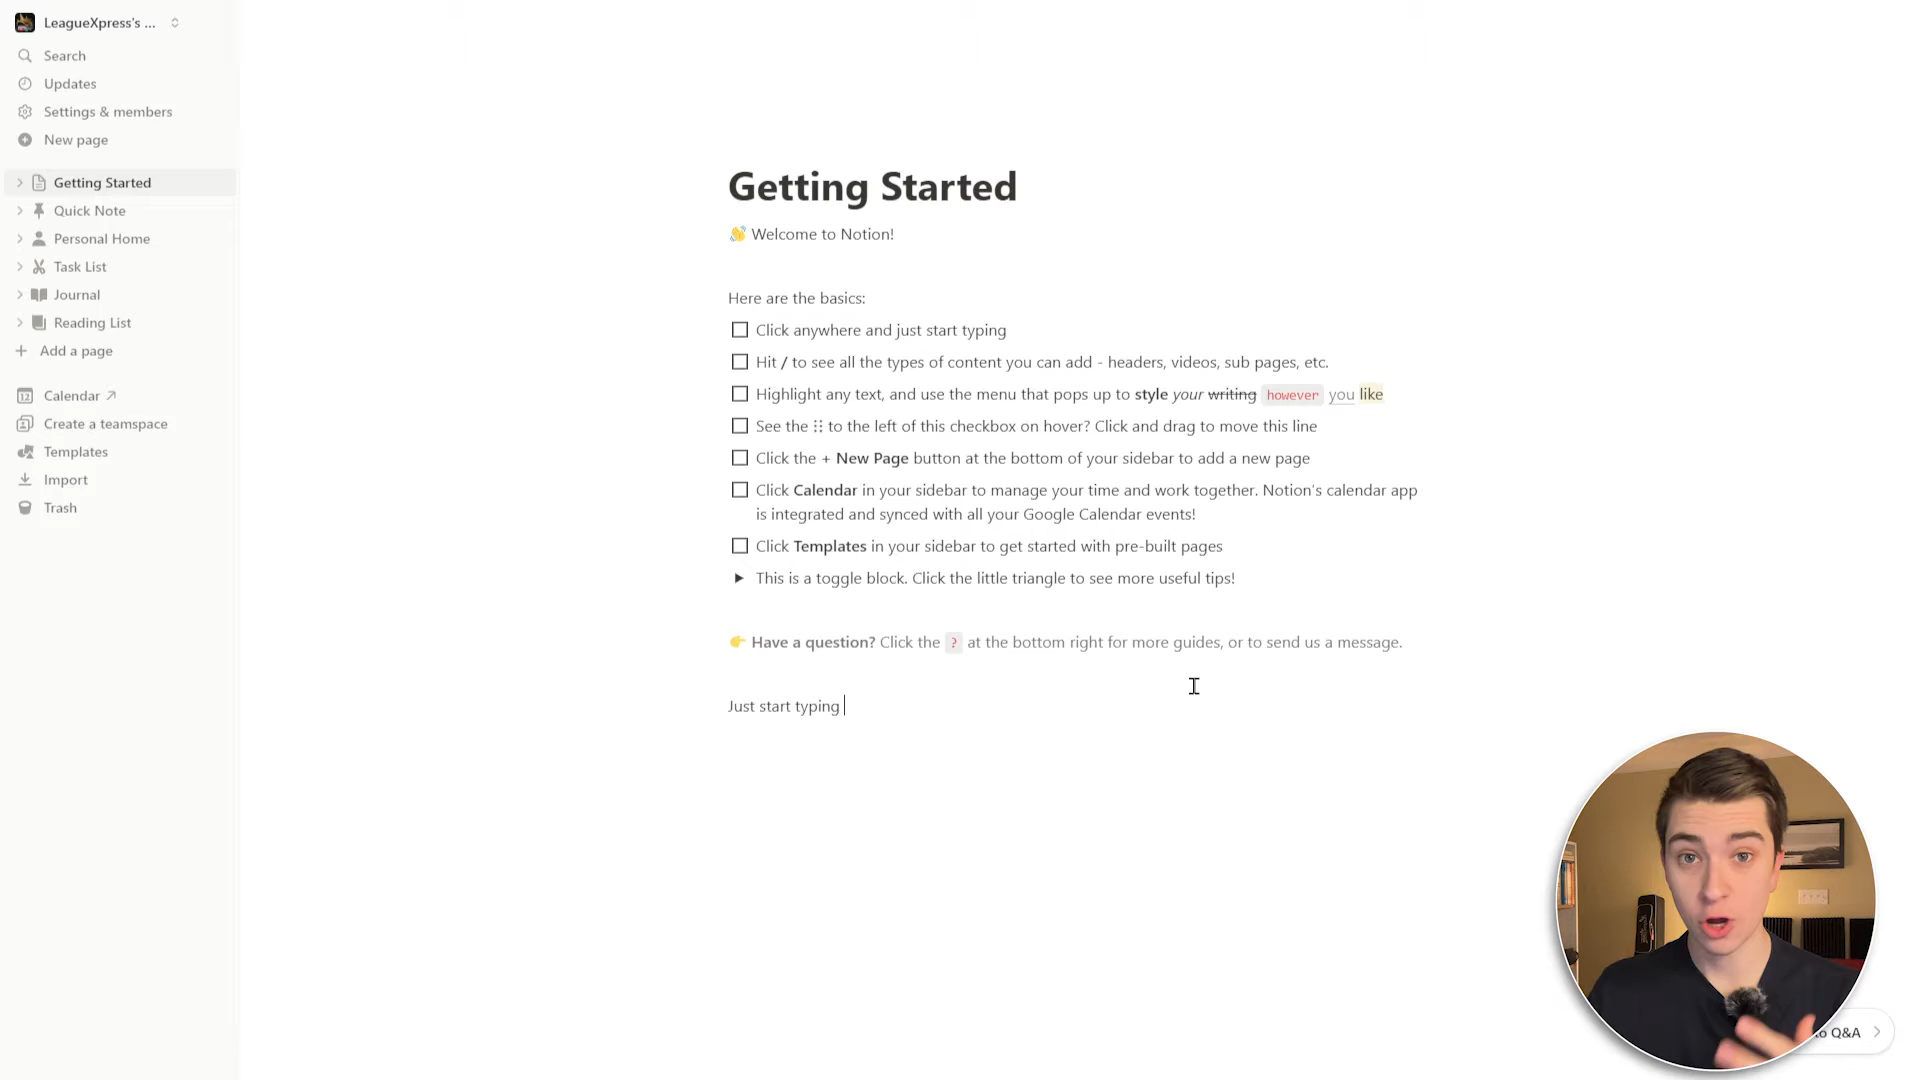 LeagueXpress's ...
Search
Updates
Settings & members
New page
Getting Started
Quick Note
Personal Home
Task List
Journal
Reading List
Add a page
12
Calendar ↗
Create a teamspace
Templates
Import
Trash
Getting Started
👋 Welcome to Notion!
Here are the basics:
Click anywhere and just start typing
Hit / to see all the types of content you can add - headers, videos, sub pages, etc.
Highlight any text, and use the menu that pops up to style your writing however you like
See the ⋮⋮ to the left of this checkbox on hover? Click and drag to move this line
Click the + New Page button at the bottom of your sidebar to add a new page
Click Calendar in your sidebar to manage your time and work together. Notion's calendar app
is integrated and synced with all your Google Calendar events!
Click Templates in your sidebar to get started with pre-built pages
This is a toggle block. Click the little triangle to see more useful tips!
👉 Have a question? Click the ? at the bottom right for more guides, or to send us a message.
Just start typing
Q&A